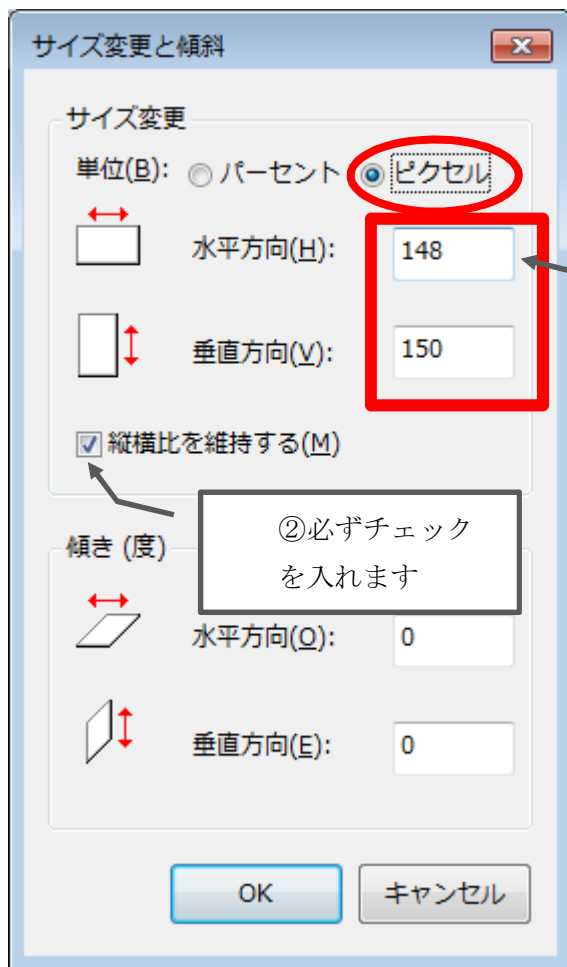 サイズ変更と傾斜
サイズ変更
単位(B): パーセント ピクセル
水平方向(H): 148
垂直方向(V): 150
縦横比を維持する(M)
②必ずチェック
を入れます
傾き (度)
水平方向(O): 0
垂直方向(E): 0
OK キャンセル